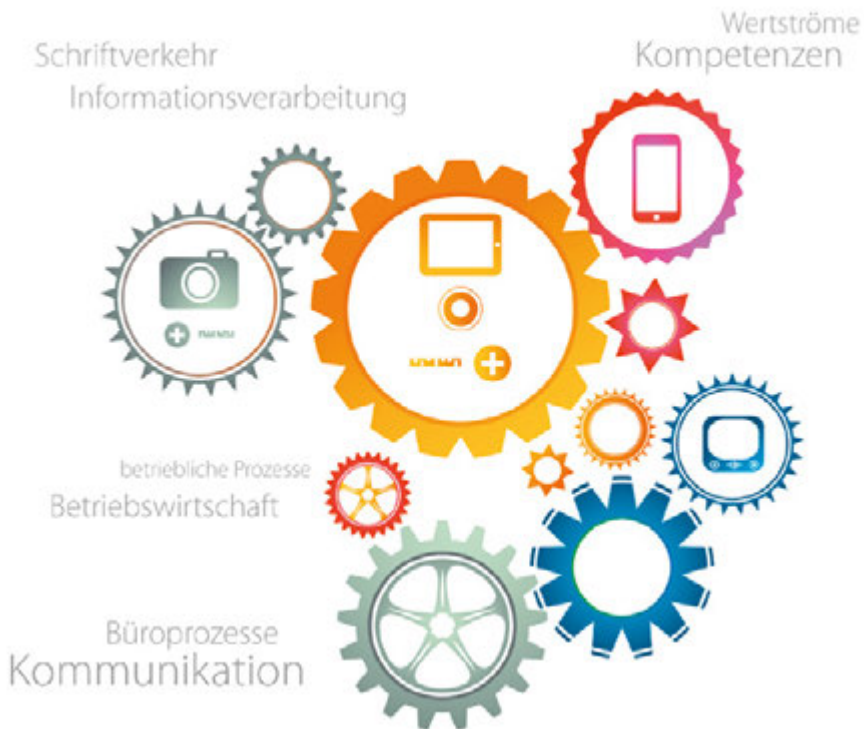 Wertströme
Kompetenzen
Schriftverkehr
Informationsverarbeitung
betriebliche Prozesse
Betriebswirtschaft
Büroprozesse
Kommunikation